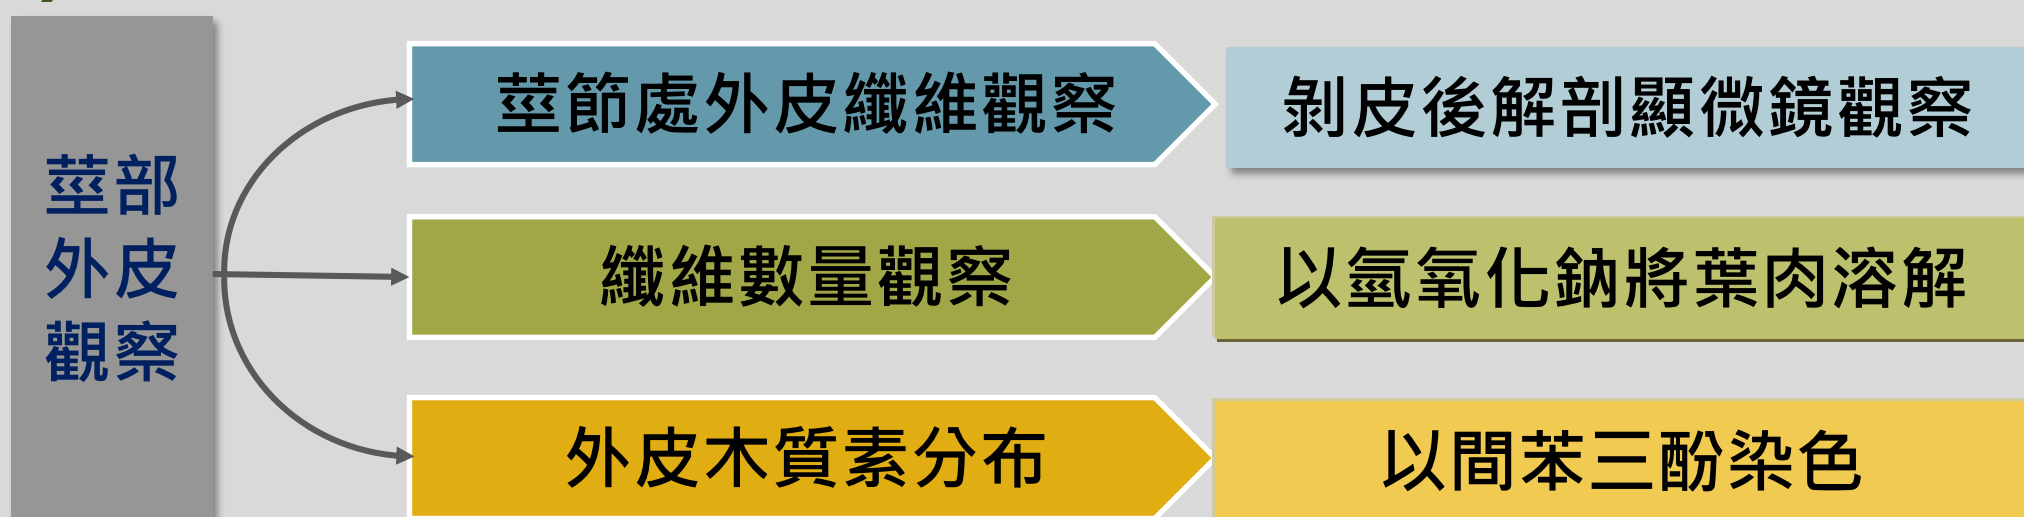 莖部
外皮
觀察
莖節處外皮纖維觀察
剝皮後解剖顯微鏡觀察
纖維數量觀察
以氫氧化鈉將葉肉溶解
外皮木質素分布
以間苯三酚染色